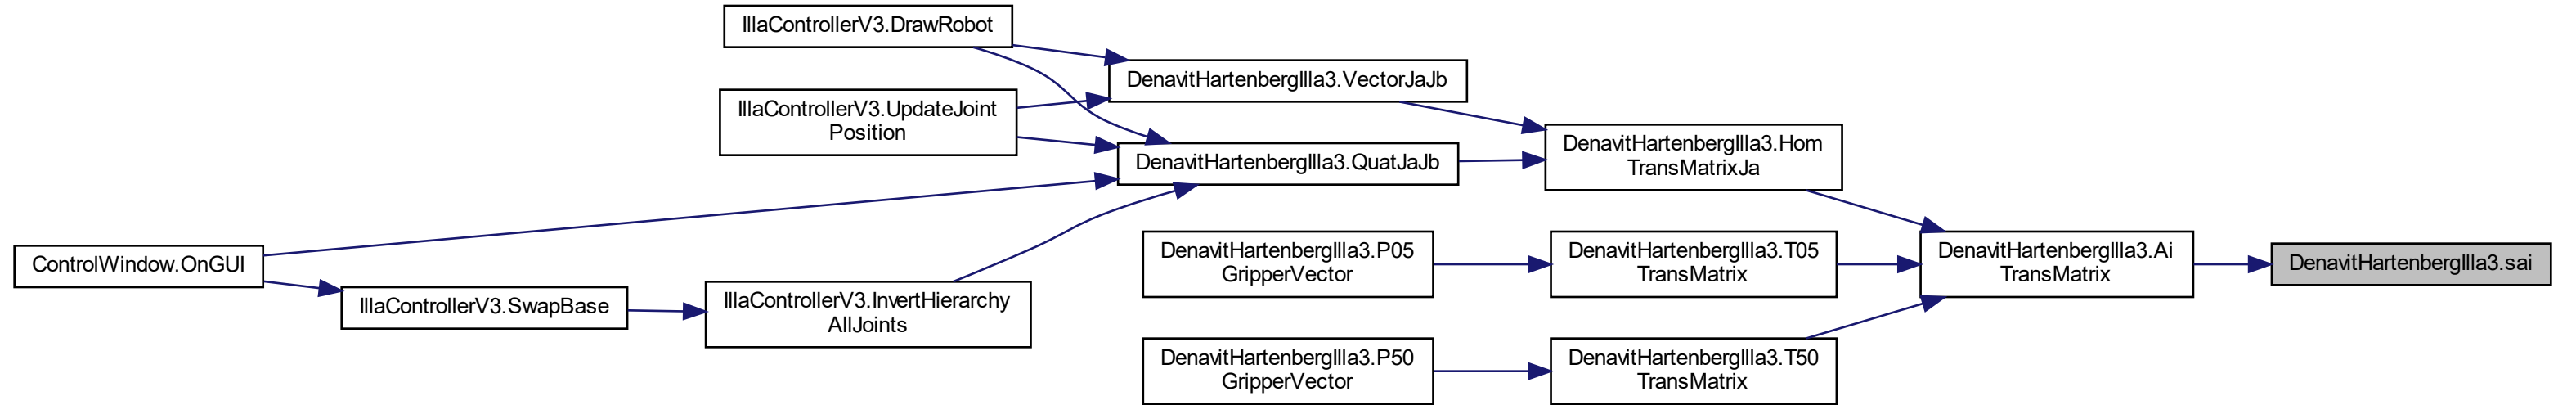 IllaControllerV3.DrawRobot
DenavitHartenbergIlla3.VectorJaJb
IllaControllerV3.UpdateJoint
Position
DenavitHartenbergIlla3.QuatJaJb
DenavitHartenbergIlla3.Hom
TransMatrixJa
ControlWindow.OnGUI
IllaControllerV3.SwapBase
IllaControllerV3.InvertHierarchy
AllJoints
DenavitHartenbergIlla3.P05
GripperVector
DenavitHartenbergIlla3.T05
TransMatrix
DenavitHartenbergIlla3.Ai
TransMatrix
DenavitHartenbergIlla3.sai
DenavitHartenbergIlla3.P50
GripperVector
DenavitHartenbergIlla3.T50
TransMatrix